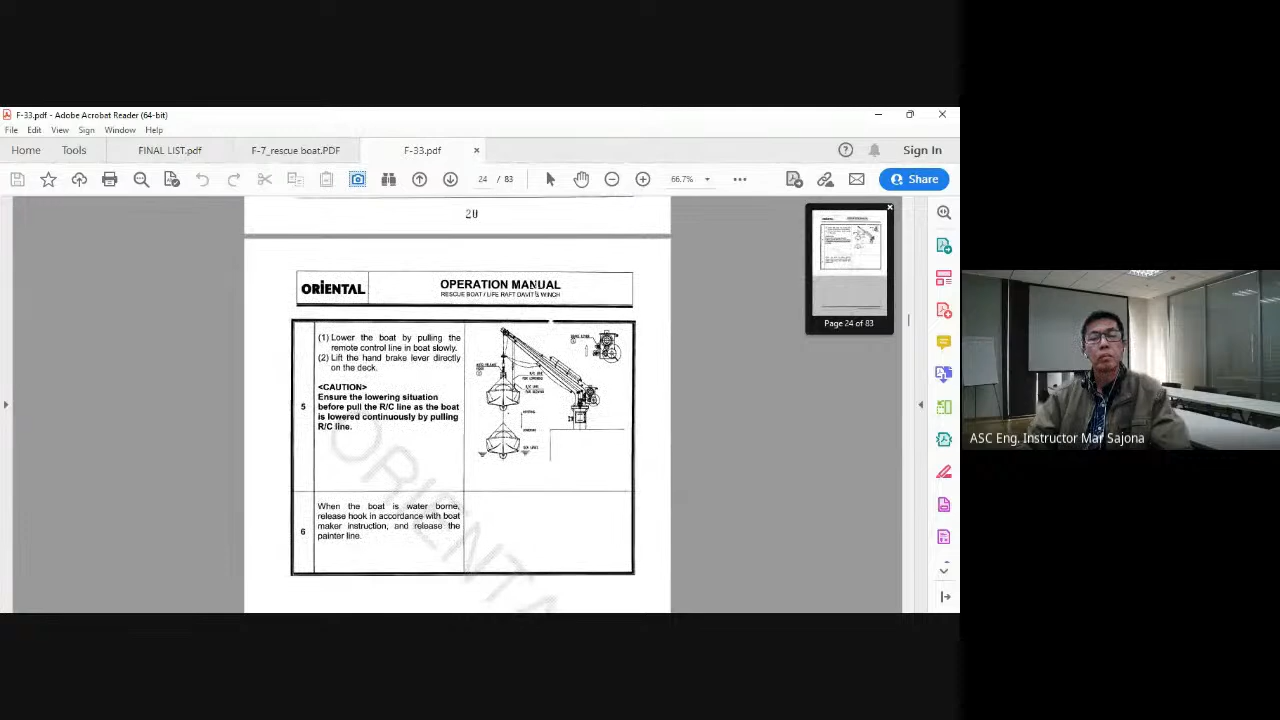 F-33.pdf - Adobe Acrobat Reader (64-bit)
File Edit View Sign Window Help
Home Tools FINAL LIST.pdf F-7_rescue boat.PDF F-33.pdf × Sign In
24 / 83 66.7% Share
20
ORIENTAL OPERATION MANUAL
RESCUE BOAT / LIFE RAFT DAVIT & WINCH
(1) Lower the boat by pulling the
remote control line in boat slowly.
(2) Lift the hand brake lever directly
on the deck.
<CAUTION>
Ensure the lowering situation
before pull the R/C line as the boat
is lowered continuously by pulling
R/C line.
5
When the boat is water borne,
release hook in accordance with boat
maker instruction, and release the
painter line.
6
ORIENTA
Page 24 of 83
ASC Eng. Instructor Mar Sajona